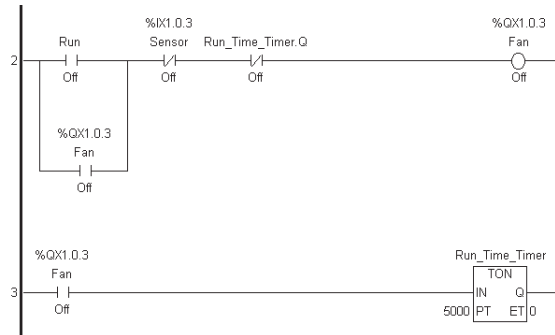 %IX1.0.3 %QX1.0.3
Run Sensor Run_Time_Timer.Q Fan
2
Off Off Off Off
%QX1.0.3
Fan
Off
%QX1.0.3 Run_Time_Timer
Fan TON
3 IN Q
Off 5000 PT ET 0